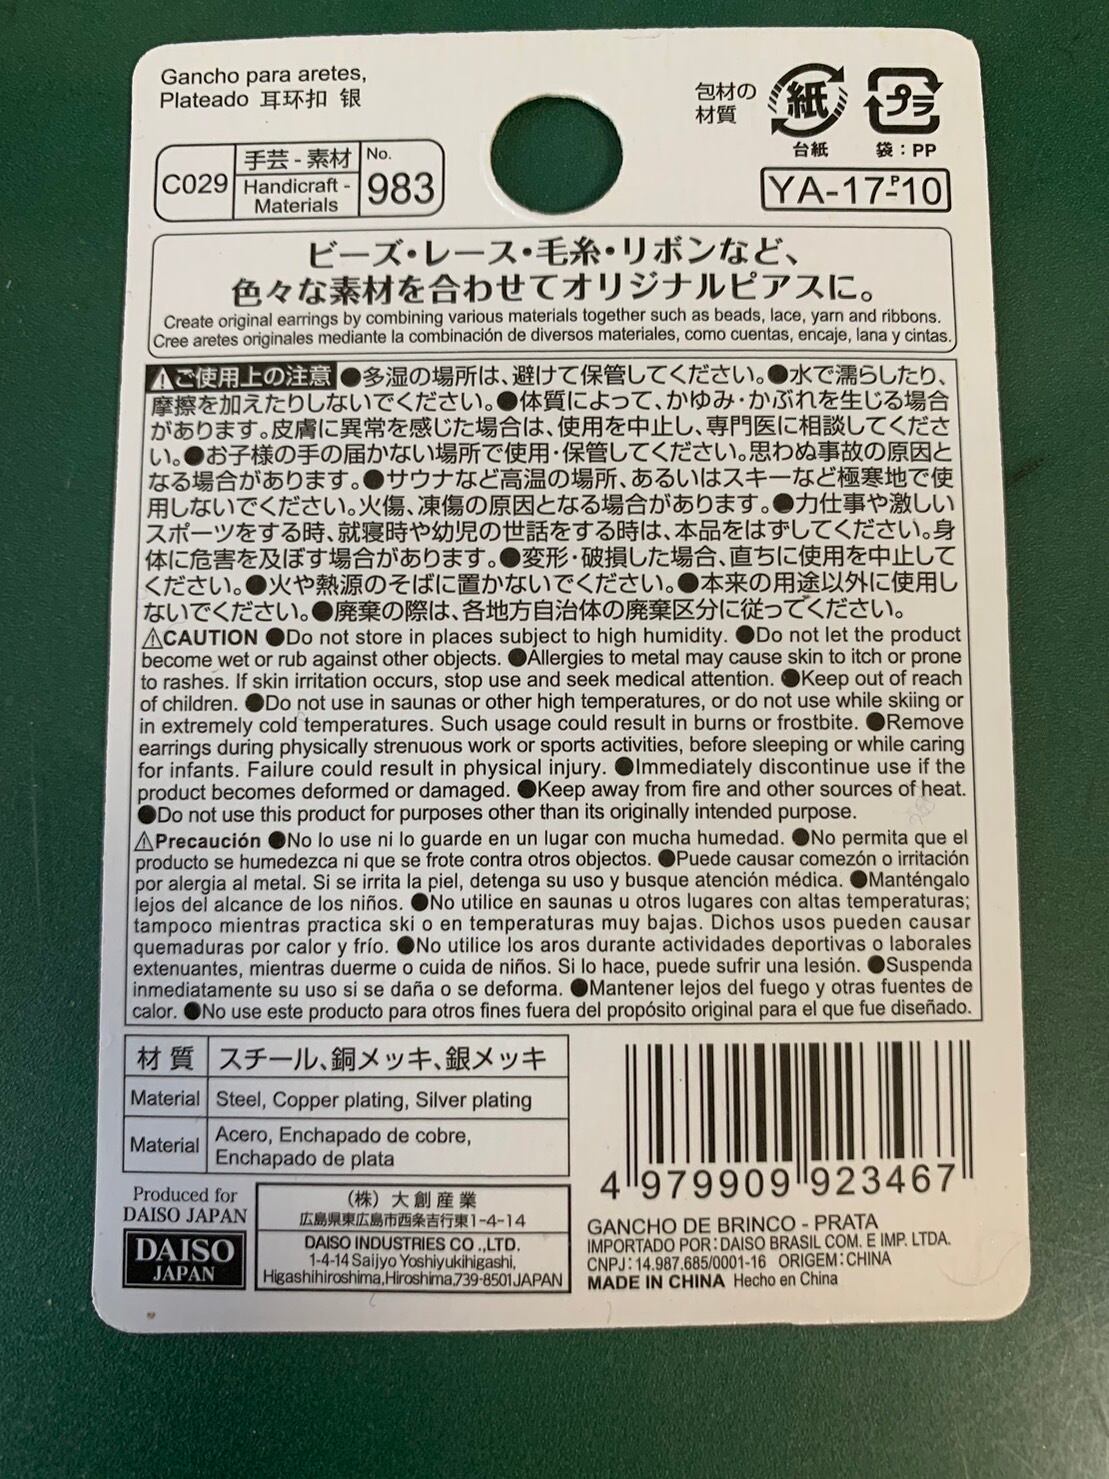 Gancho para aretes,
Plateado 耳环扣 银
包材の
材質
紙
台紙
プラ
袋：PP
C029
手芸 - 素材
Handicraft -
Materials
No.
983
YA-17-P-10
ビーズ・レース・毛糸・リボンなど、
色々な素材を合わせてオリジナルピアスに。
Create original earrings by combining various materials together such as beads, lace, yarn and ribbons.
Cree aretes originales mediante la combinación de diversos materiales, como cuentas, encaje, lana y cintas.
⚠ご使用上の注意 ●多湿の場所は、避けて保管してください。●水で濡らしたり、
摩擦を加えたりしないでください。●体質によって、かゆみ・かぶれを生じる場合
があります。皮膚に異常を感じた場合は、使用を中止し、専門医に相談してくださ
い。●お子様の手の届かない場所で使用・保管してください。思わぬ事故の原因と
なる場合があります。●サウナなど高温の場所、あるいはスキーなど極寒地で使
用しないでください。火傷、凍傷の原因となる場合があります。●力仕事や激しい
スポーツをする時、就寝時や幼児の世話をする時は、本品をはずしてください。身
体に危害を及ぼす場合があります。●変形・破損した場合、直ちに使用を中止して
ください。●火や熱源のそばに置かないでください。●本来の用途以外に使用し
ないでください。●廃棄の際は、各地方自治体の廃棄区分に従ってください。
⚠CAUTION ●Do not store in places subject to high humidity. ●Do not let the product
become wet or rub against other objects. ●Allergies to metal may cause skin to itch or prone
to rashes. If skin irritation occurs, stop use and seek medical attention. ●Keep out of reach
of children. ●Do not use in saunas or other high temperatures, or do not use while skiing or
in extremely cold temperatures. Such usage could result in burns or frostbite. ●Remove
earrings during physically strenuous work or sports activities, before sleeping or while caring
for infants. Failure could result in physical injury. ●Immediately discontinue use if the
product becomes deformed or damaged. ●Keep away from fire and other sources of heat.
●Do not use this product for purposes other than its originally intended purpose.
⚠Precaución ●No lo use ni lo guarde en un lugar con mucha humedad. ●No permita que el
producto se humedezca ni que se frote contra otros objectos. ●Puede causar comezón o irritación
por alergia al metal. Si se irrita la piel, detenga su uso y busque atención médica. ●Manténgalo
lejos del alcance de los niños. ●No utilice en saunas u otros lugares con altas temperaturas;
tampoco mientras practica ski o en temperaturas muy bajas. Dichos usos pueden causar
quemaduras por calor y frío. ●No utilice los aros durante actividades deportivas o laborales
extenuantes, mientras duerme o cuida de niños. Si lo hace, puede sufrir una lesión. ●Suspenda
inmediatamente su uso si se daña o se deforma. ●Mantener lejos del fuego y otras fuentes de
calor. ●No use este producto para otros fines fuera del propósito original para el que fue diseñado.
材質 スチール、銅メッキ、銀メッキ
Material Steel, Copper plating, Silver plating
Material Acero, Enchapado de cobre,
Enchapado de plata
4 979909 923467
Produced for
DAISO JAPAN
DAISO
JAPAN
（株）大創産業
広島県東広島市西条吉行東1-4-14
DAISO INDUSTRIES CO .,LTD.
1-4-14 Saijyo Yoshiyukihigashi,
Higashihiroshima,Hiroshima,739-8501JAPAN
GANCHO DE BRINCO - PRATA
IMPORTADO POR: DAISO BRASIL COM. E IMP. LTDA.
CNPJ: 14.987.685/0001-16 ORIGEM: CHINA
MADE IN CHINA Hecho en China